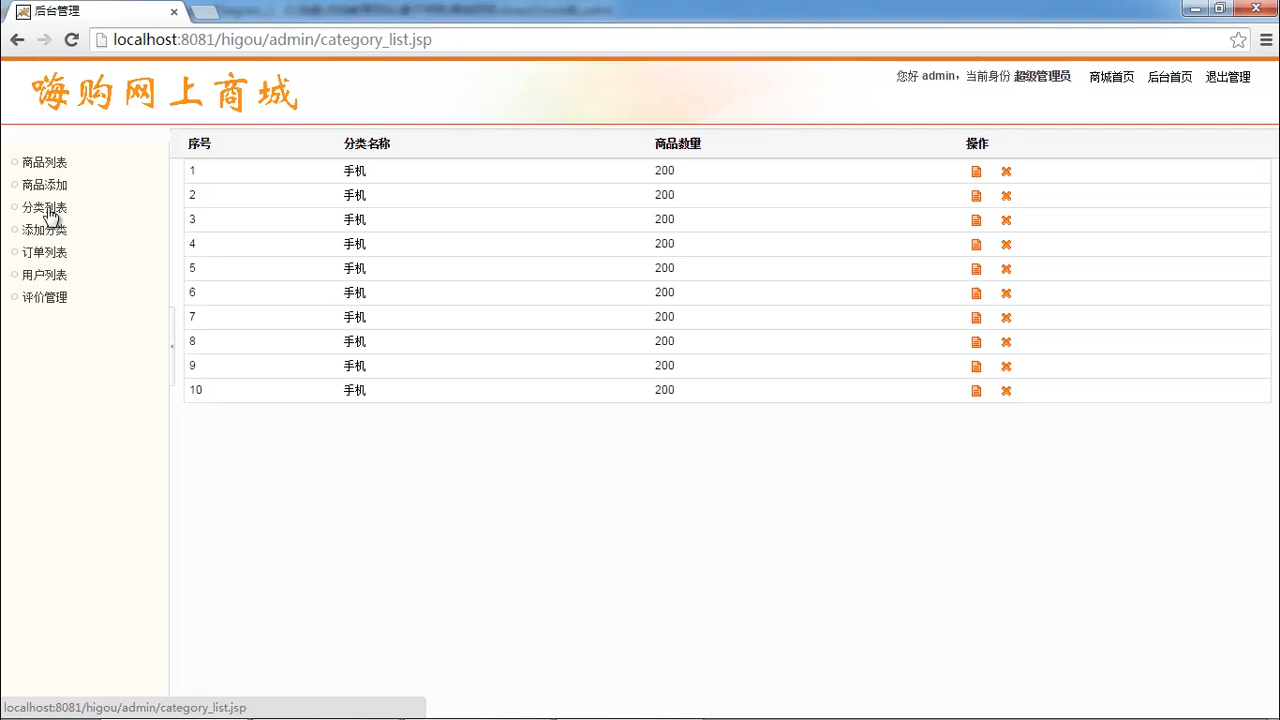 后台管理
localhost:8081/higou/admin/category_list.jsp
嗨购网上商城
您好 admin，当前身份 超级管理员 商城首页 后台首页 退出管理
商品列表
商品添加
分类列表
添加分类
订单列表
用户列表
评价管理
序号 分类名称 商品数量 操作
1 手机 200
2 手机 200
3 手机 200
4 手机 200
5 手机 200
6 手机 200
7 手机 200
8 手机 200
9 手机 200
10 手机 200
localhost:8081/higou/admin/category_list.jsp